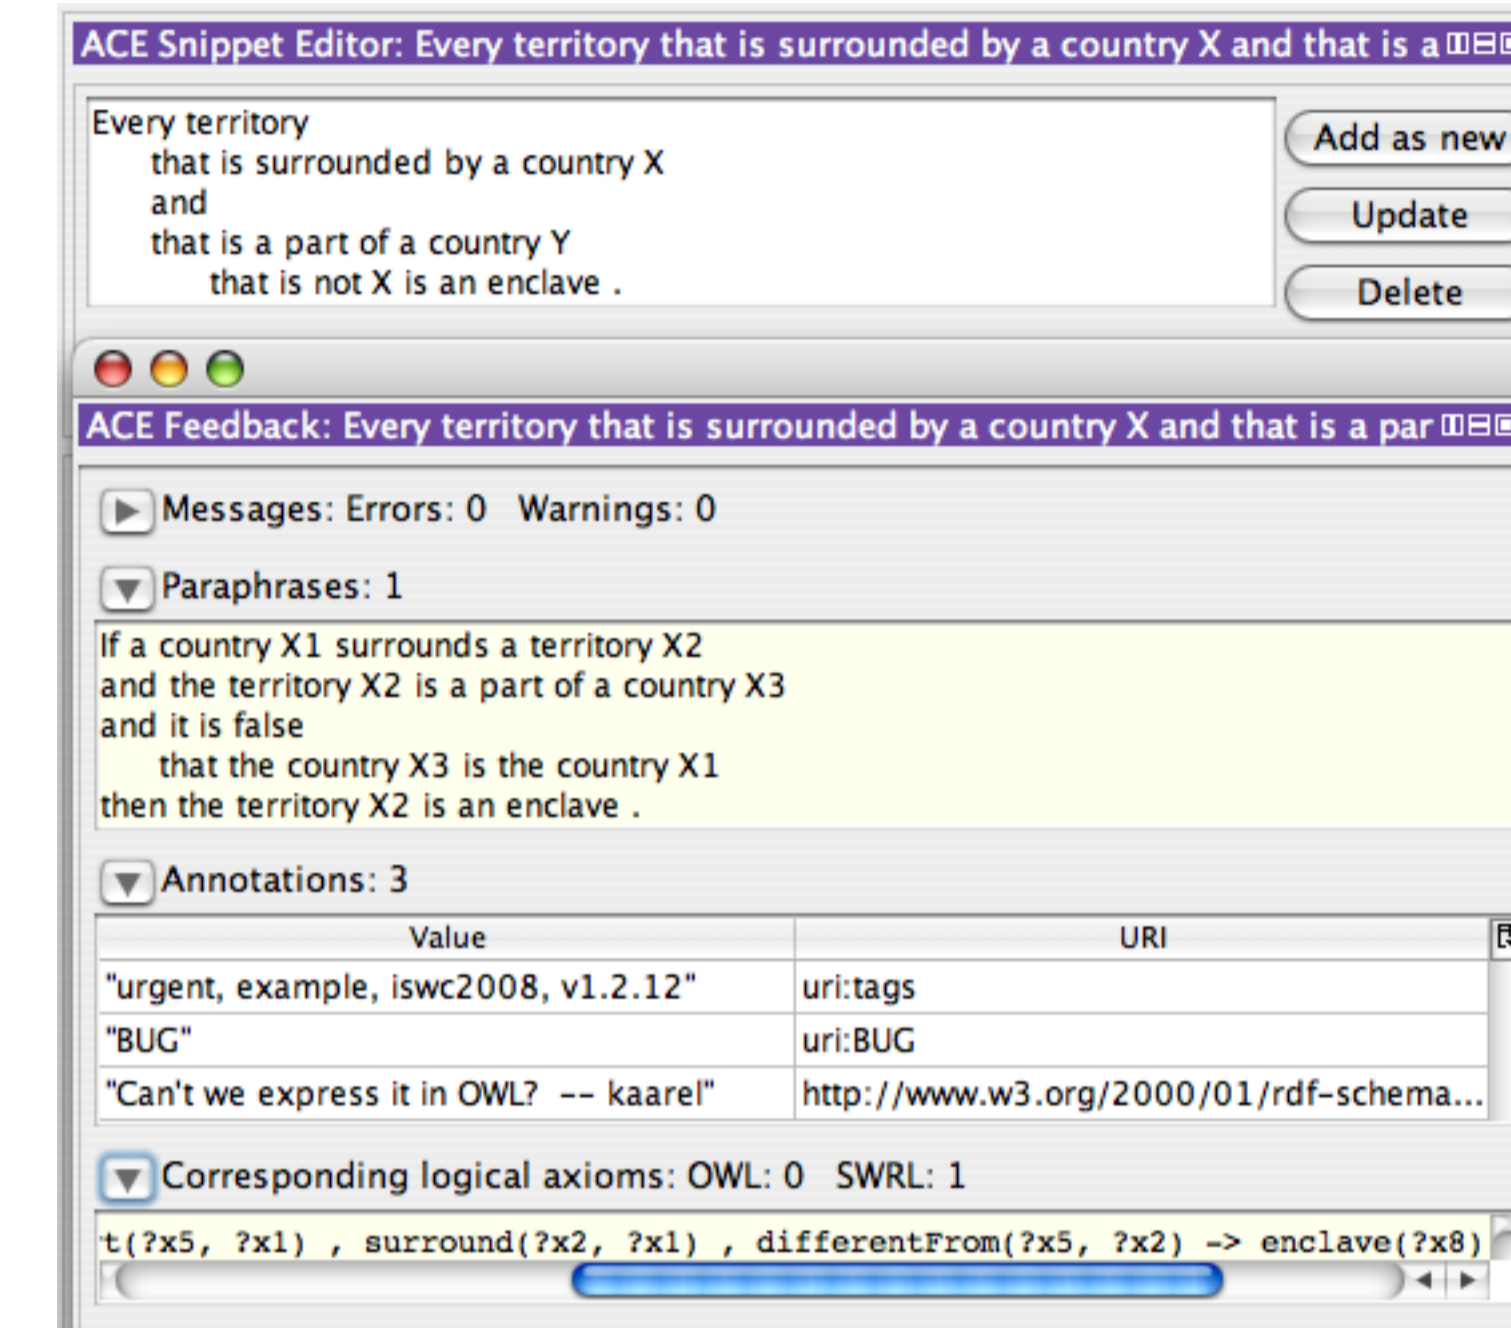 ACE Snippet Editor: Every territory that is surrounded by a country X and that is a
Every territory
that is surrounded by a country X
and
that is a part of a country Y
that is not X is an enclave .
Add as new
Update
Delete
ACE Feedback: Every territory that is surrounded by a country X and that is a par
Messages: Errors: 0 Warnings: 0
Paraphrases: 1
If a country X1 surrounds a territory X2
and the territory X2 is a part of a country X3
and it is false
that the country X3 is the country X1
then the territory X2 is an enclave .
Annotations: 3
Value URI
"urgent, example, iswc2008, v1.2.12" uri:tags
"BUG" uri:BUG
"Can't we express it in OWL? -- kaarel" http://www.w3.org/2000/01/rdf-schema...
Corresponding logical axioms: OWL: 0 SWRL: 1
t(?x5, ?x1) , surround(?x2, ?x1) , differentFrom(?x5, ?x2) -> enclave(?x8)